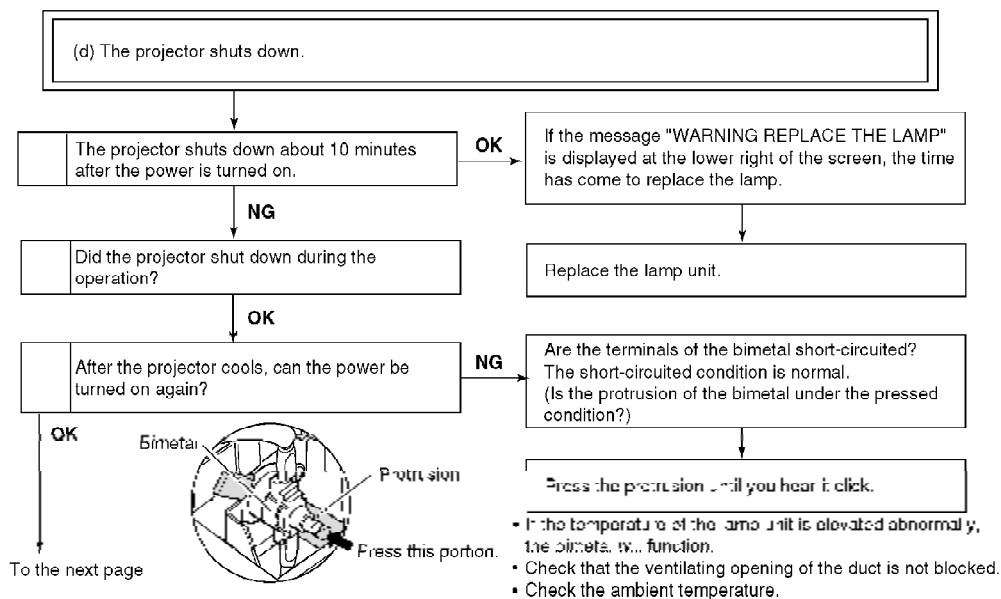 (d) The projector shuts down.
The projector shuts down about 10 minutes
after the power is turned on.
OK
If the message "WARNING REPLACE THE LAMP"
is displayed at the lower right of the screen, the time
has come to replace the lamp.
NG
Did the projector shut down during the
operation?
Replace the lamp unit.
OK
After the projector cools, can the power be
turned on again?
NG
Are the terminals of the bimetal short-circuited?
The short-circuited condition is normal.
(Is the protrusion of the bimetal under the pressed
condition?)
OK
Bimetal
Protrusion
Press this portion.
Press the protrusion until you hear it click.
• If the temperature of the lamp unit is elevated abnormally,
the bimetal function.
• Check that the ventilating opening of the duct is not blocked.
• Check the ambient temperature.
To the next page